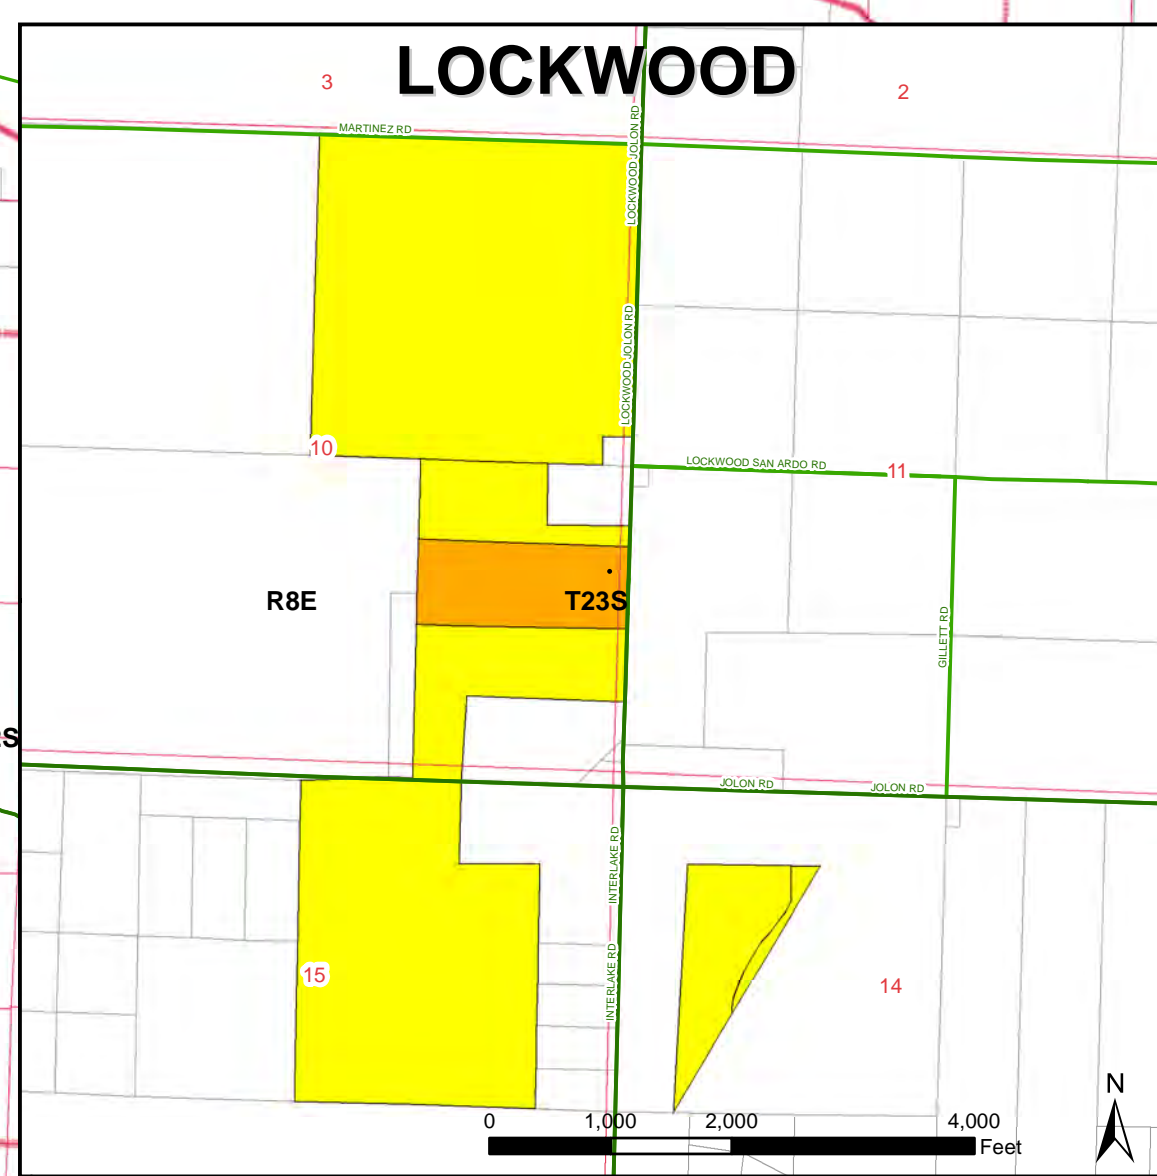 LOCKWOOD
3
2
MARTINEZ RD
LOCKWOOD JOLON RD
LOCKWOOD JOLON RD
10
LOCKWOOD SAN ARDO RD
11
R8E
T23S
GILLETT RD
S
JOLON RD
JOLON RD
INTERLAKE RD
INTERLAKE RD
15
14
N
0 1,000 2,000 4,000
Feet